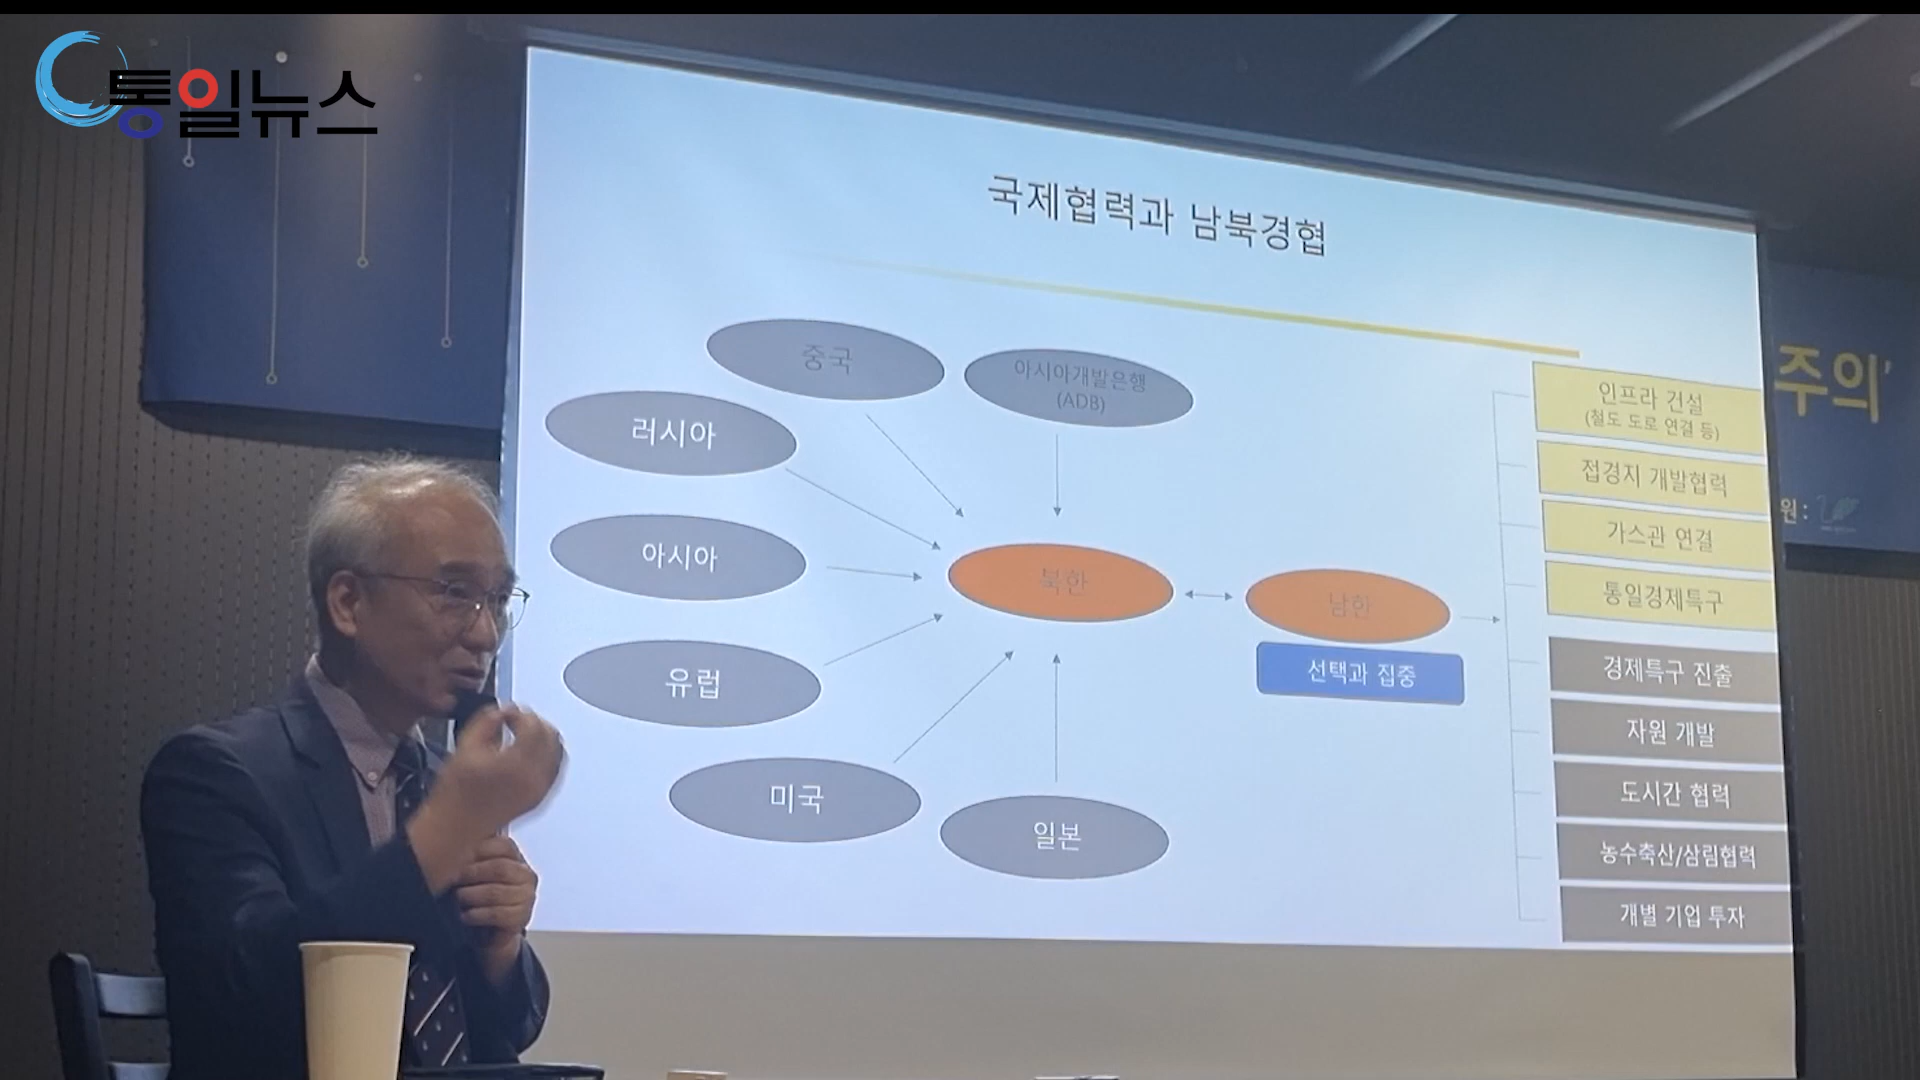 통일뉴스
국제협력과 남북경협
중국
아시아개발은행
(ADB)
러시아
아시아
유럽
미국
일본
북한
남한
선택과 집중
인프라 건설
(철도 도로 연결 등)
접경지 개발협력
가스관 연결
통일경제특구
경제특구 진출
자원 개발
도시간 협력
농수축산/삼림협력
개별 기업 투자
주의'
원 :